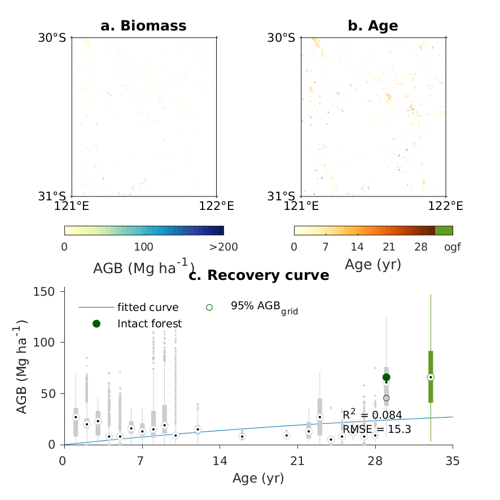 a. Biomass
b. Age
30°S
30°S
31°S
31°S
121°E
122°E
121°E
122°E
0
100
>200
0
7
14
21
28
ogf
AGB (Mg ha-1)
Age (yr)
c. Recovery curve
150
fitted curve
95% AGBgrid
Intact forest
100
AGB (Mg ha-1)
50
R2 = 0.084
RMSE = 15.3
0
0
7
14
21
28
35
Age (yr)